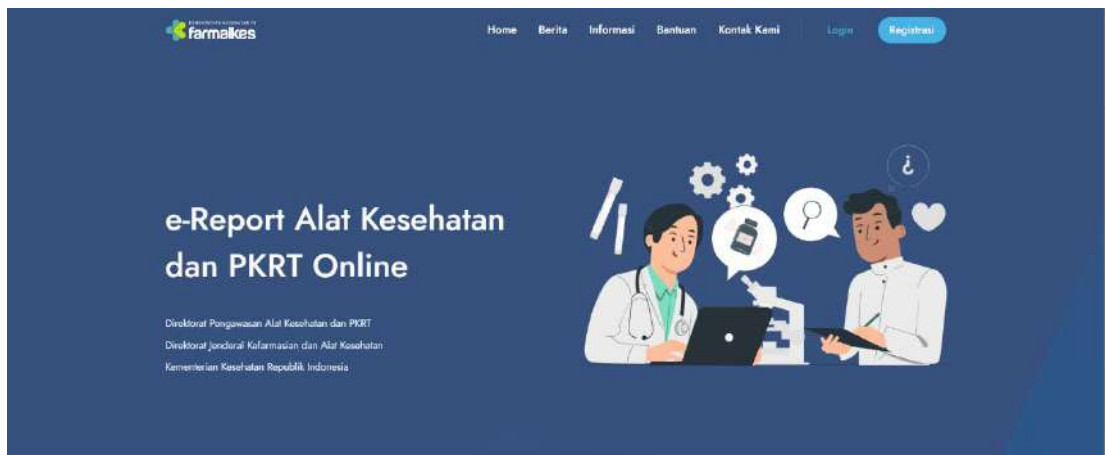 farmalkes
Home Berita Informasi Bantuan Kontak Kami Login Registrasi
e-Report Alat Kesehatan
dan PKRT Online
Direktorat Pengawasan Alat Kesehatan dan PKRT
Direktorat Jenderal Kefarmasian dan Alat Kesehatan
Kementerian Kesehatan Republik Indonesia